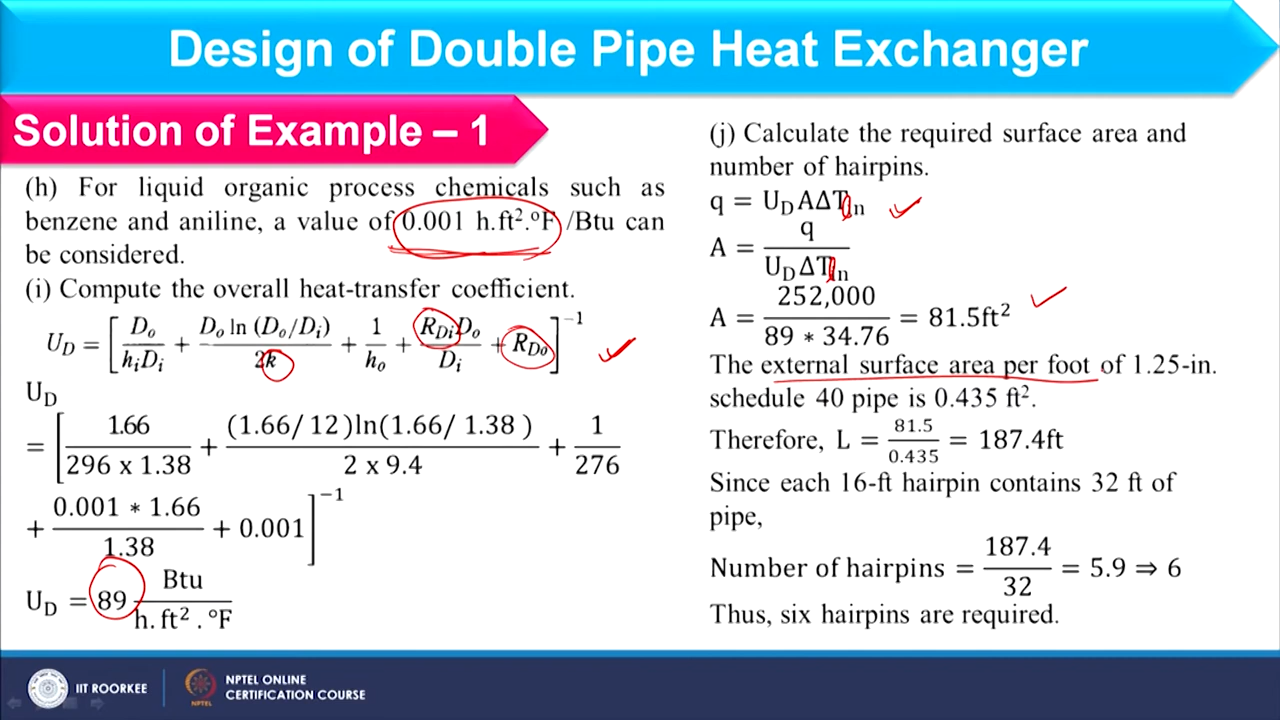 Design of Double Pipe Heat Exchanger
Solution of Example – 1
(h) For liquid organic process chemicals such as
benzene and aniline, a value of 0.001 h.ft².°F /Btu can
be considered.
(i) Compute the overall heat-transfer coefficient.
U_D = [D_o/(h_i D_i) + D_o ln (D_o/D_i)/2k + 1/h_o + R_Di D_o/D_i + R_Do]^−1
U_D
= [1.66/(296 x 1.38) + (1.66/ 12)ln(1.66/ 1.38 )/(2 x 9.4) + 1/276
+ 0.001 ∗ 1.66/1.38 + 0.001]^−1
U_D = 89 Btu/(h. ft² . °F)
(j) Calculate the required surface area and
number of hairpins.
q = U_D AΔT_ln
A = q/(U_D ΔT_ln)
A = 252,000/(89 ∗ 34.76) = 81.5ft²
The external surface area per foot of 1.25-in.
schedule 40 pipe is 0.435 ft².
Therefore, L = 81.5/0.435 = 187.4ft
Since each 16-ft hairpin contains 32 ft of
pipe,
Number of hairpins = 187.4/32 = 5.9 ⇒ 6
Thus, six hairpins are required.
IIT ROORKEE
NPTEL
NPTEL ONLINE
CERTIFICATION COURSE